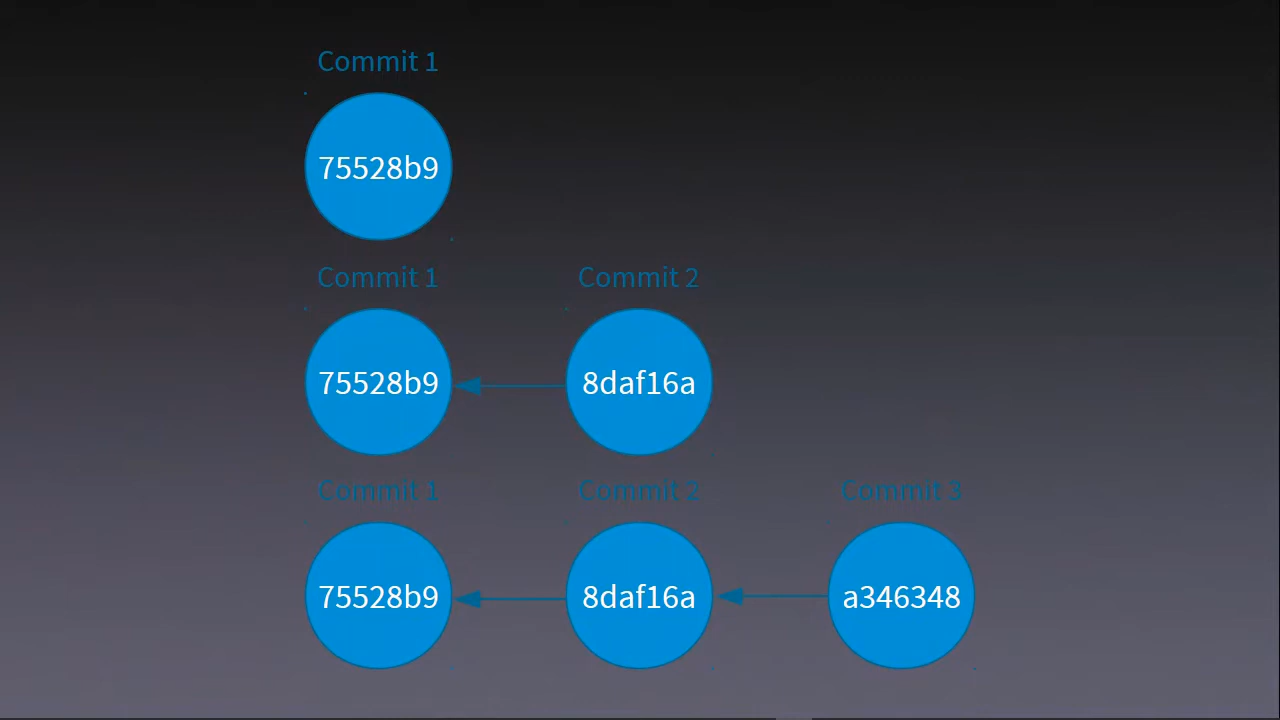 Commit 1
75528b9
Commit 1 Commit 2
75528b9 8daf16a
Commit 1 Commit 2 Commit 3
75528b9 8daf16a a346348